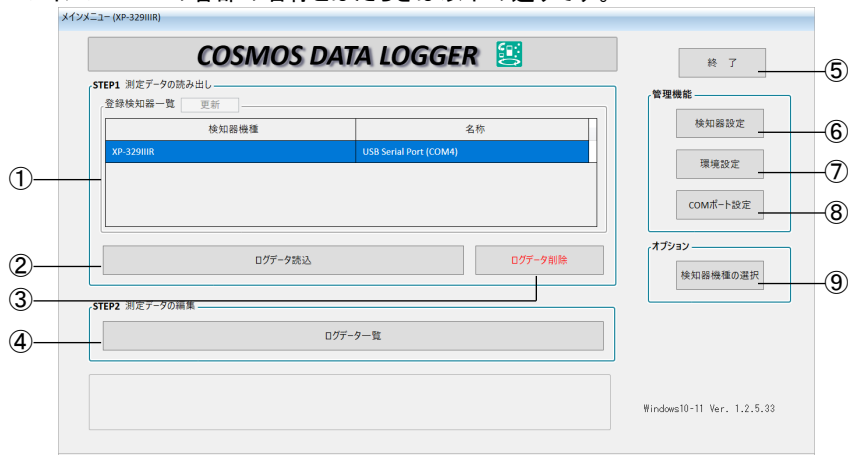 メインメニュー (XP-329IIIR)
COSMOS DATA LOGGER
終 了
⑤
STEP1 測定データの読み出し
管理機能
登録検知器一覧 更新
検知器機種 名称
検知器設定
⑥
XP-329IIIR USB Serial Port (COM4)
①
環境設定
⑦
COMポート設定
⑧
②
ログデータ読込 ログデータ削除
オプション
検知器機種の選択
⑨
③
STEP2 測定データの編集
④
ログデータ一覧
Windows10-11 Ver. 1.2.5.33